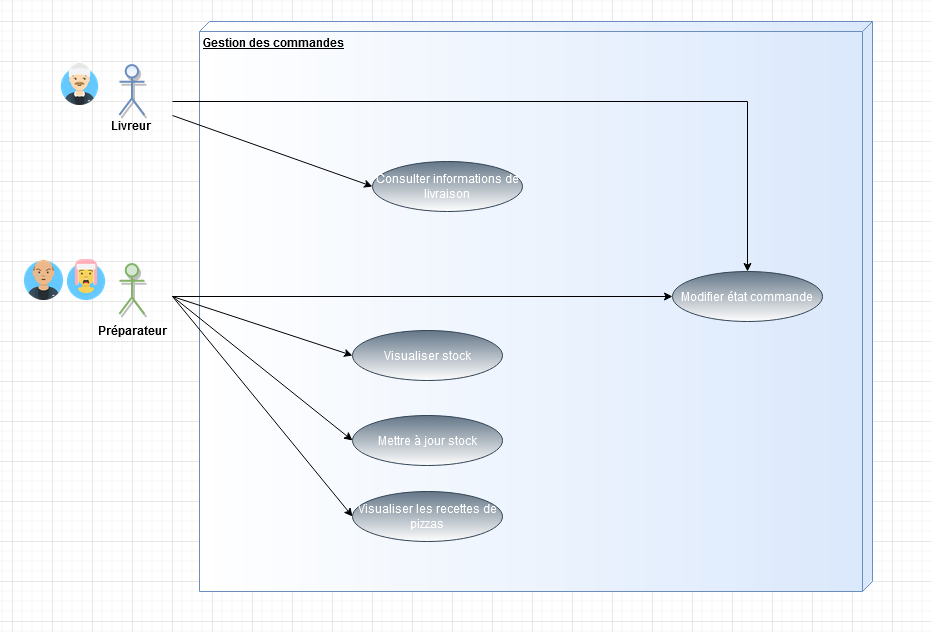 Gestion des commandes
Livreur
Consulter informations de
livraison
Préparateur
Modifier état commande
Visualiser stock
Mettre à jour stock
Visualiser les recettes de
pizzas